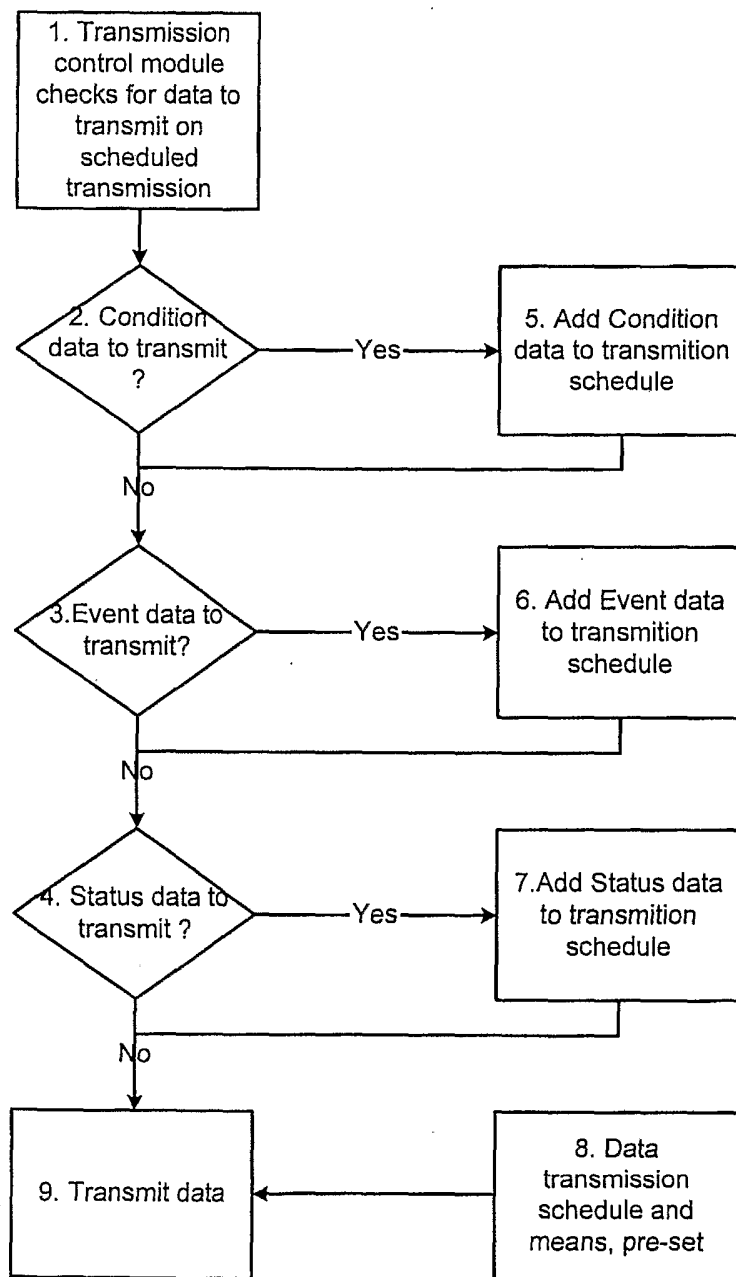 1. Transmission
control module
checks for data to
transmit on
scheduled
transmission
2. Condition
data to transmit
?
Yes
5. Add Condition
data to transmition
schedule
No
3.Event data to
transmit?
Yes
6. Add Event data
to transmition
schedule
No
4. Status data to
transmit ?
Yes
7.Add Status data
to transmition
schedule
No
9. Transmit data
8. Data
transmission
schedule and
means, pre-set